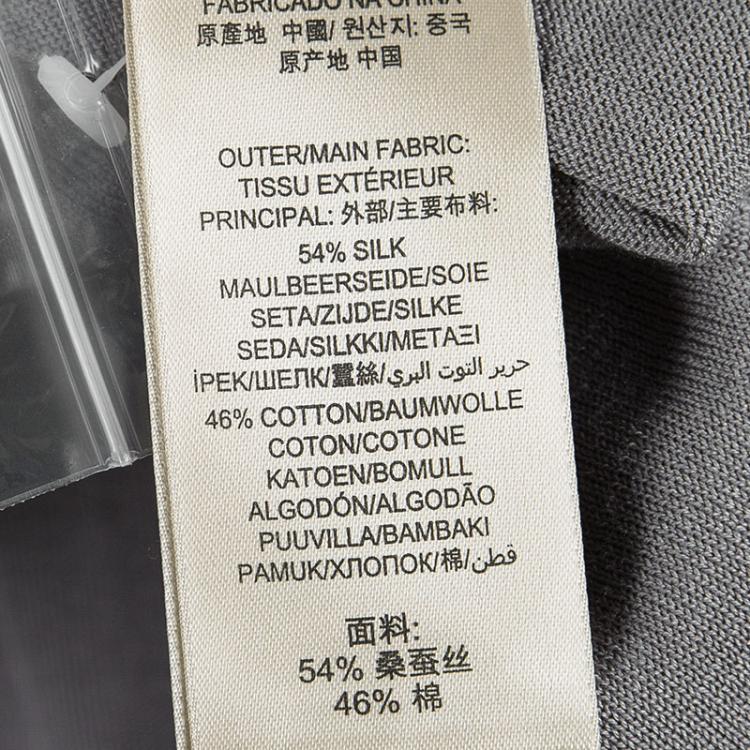 FABRICADO NA CHINA
原產地 中國/ 원산지: 중국
原产地 中国
OUTER/MAIN FABRIC:
TISSU EXTÉRIEUR
PRINCIPAL: 外部/主要布料:
54% SILK
MAULBEERSEIDE/SOIE
SETA/ZIJDE/SILKE
SEDA/SILKKI/ΜΕΤΑΞΙ
İPEK/ШЕЛК/蠶絲/حرير التوت البري
46% COTTON/BAUMWOLLE
COTON/COTONE
KATOEN/BOMULL
ALGODÓN/ALGODÃO
PUUVILLA/BAMBAKI
PAMUK/ХЛОПОК/棉/قطن
面料:
54% 桑蚕丝
46% 棉